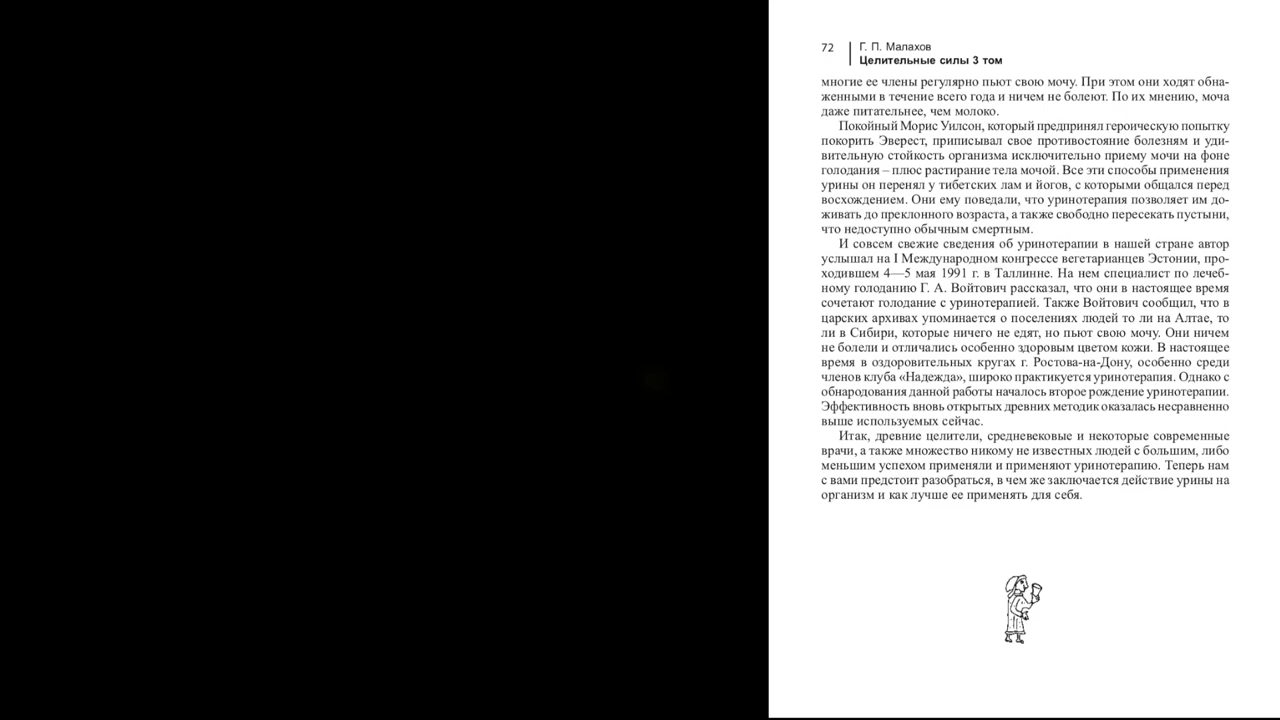 72
Г. П. Малахов
Целительные силы 3 том
многие ее члены регулярно пьют свою мочу. При этом они ходят обна-
женными в течение всего года и ничем не болеют. По их мнению, моча
даже питательнее, чем молоко.
Покойный Морис Уилсон, который предпринял героическую попытку
покорить Эверест, приписывал свое противостояние болезням и уди-
вительную стойкость организма исключительно приему мочи на фоне
голодания – плюс растирание тела мочой. Все эти способы применения
урины он перенял у тибетских лам и йогов, с которыми общался перед
восхождением. Они ему поведали, что уринотерапия позволяет им до-
живать до преклонного возраста, а также свободно пересекать пустыни,
что недоступно обычным смертным.
И совсем свежие сведения об уринотерапии в нашей стране автор
услышал на I Международном конгрессе вегетарианцев Эстонии, про-
ходившем 4—5 мая 1991 г. в Таллинне. На нем специалист по лечеб-
ному голоданию Г. А. Войтович рассказал, что они в настоящее время
сочетают голодание с уринотерапией. Также Войтович сообщил, что в
царских архивах упоминается о поселениях людей то ли на Алтае, то
ли в Сибири, которые ничего не едят, но пьют свою мочу. Они ничем
не болели и отличались особенно здоровым цветом кожи. В настоящее
время в оздоровительных кругах г. Ростова-на-Дону, особенно среди
членов клуба «Надежда», широко практикуется уринотерапия. Однако с
обнародования данной работы началось второе рождение уринотерапии.
Эффективность вновь открытых древних методик оказалась несравненно
выше используемых сейчас.
Итак, древние целители, средневековые и некоторые современные
врачи, а также множество никому не известных людей с большим, либо
меньшим успехом применяли и применяют уринотерапию. Теперь нам
с вами предстоит разобраться, в чем же заключается действие урины на
организм и как лучше ее применять для себя.